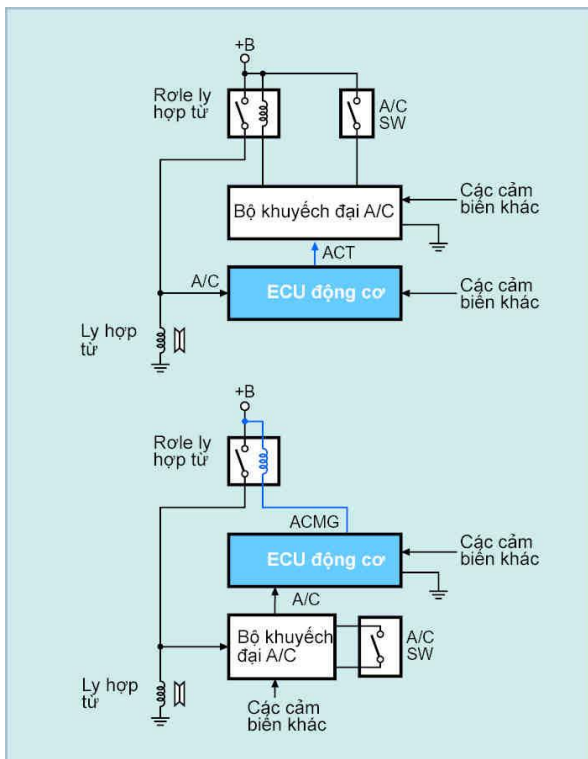 +B
Rơle ly
hợp từ
A/C
SW
Bộ khuyếch đại A/C
Các cảm
biến khác
ACT
A/C
ECU động cơ
Các cảm
biến khác
Ly hợp
từ
+B
Rơle ly
hợp từ
ACMG
ECU động cơ
Các cảm
biến khác
A/C
Bộ khuyếch
đại A/C
A/C
SW
Ly hợp
từ
Các cảm
biến khác